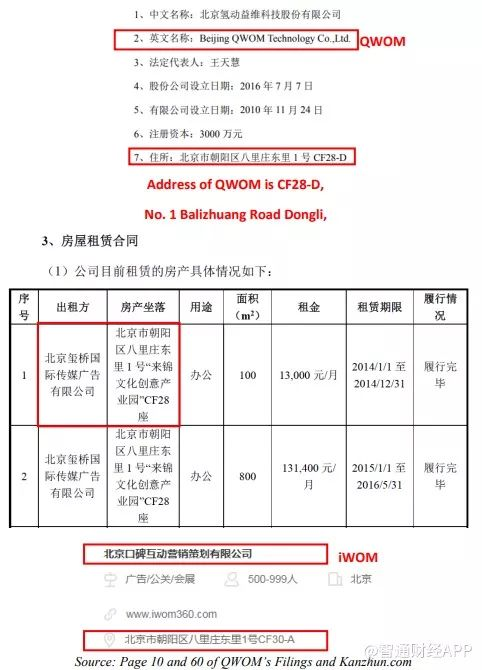 1、中文名称：北京氢动益维科技股份有限公司
2、英文名称：Beijing QWOM Technology Co.,Ltd.
QWOM
3、法定代表人：王天慧
4、股份公司设立日期：2016 年 7 月 7 日
5、有限公司设立日期：2010 年 11 月 24 日
6、注册资本：3000 万元
7、住所：北京市朝阳区八里庄东里 1 号 CF28-D
Address of QWOM is CF28-D,
No. 1 Balizhuang Road Dongli,
3、房屋租赁合同
（1）公司目前租赁的房产具体情况如下：
序号 出租方 房产坐落 用途 面积（m²） 租金 租赁期限 履行情况
1 北京玺桥国际传媒广告有限公司 北京市朝阳区八里庄东里 1 号“来锦文化创意产业园”CF28座 办公 100 13,000 元/月 2014/1/1 至 2014/12/31 履行完毕
2 北京玺桥国际传媒广告有限公司 北京市朝阳区八里庄东里 1 号“来锦文化创意产业园”CF28座 办公 800 131,400 元/月 2015/1/1 至 2016/5/31 履行完毕
北京口碑互动营销策划有限公司
iWOM
广告/公关/会展 500-999人 北京
www.iwom360.com
北京市朝阳区八里庄东里1号CF30-A
Source: Page 10 and 60 of QWOM's Filings and Kanzhun.com
@智通财经APP